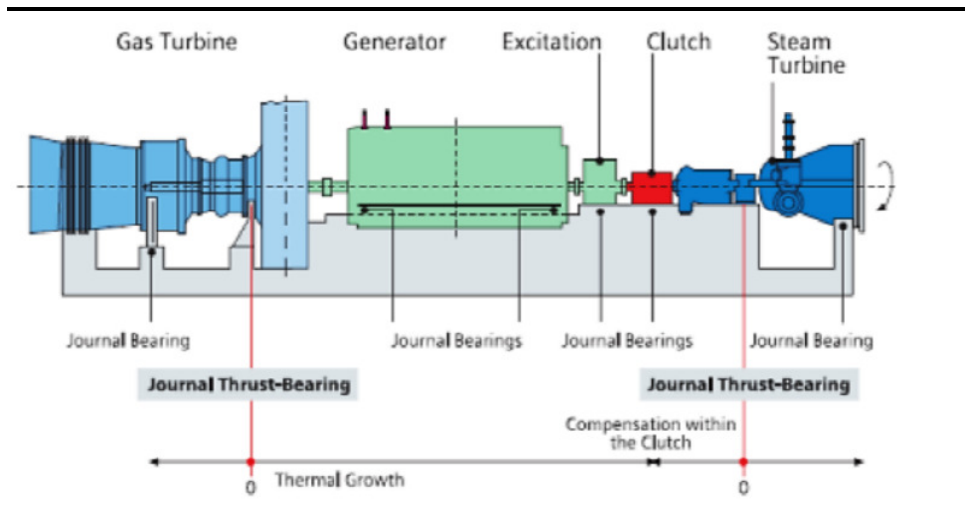 Gas Turbine
Generator
Excitation
Clutch
Steam
Turbine
Journal Bearing
Journal Bearings
Journal Bearings
Journal Bearing
Journal Thrust-Bearing
Journal Thrust-Bearing
Compensation within
the Clutch
Thermal Growth
0
0